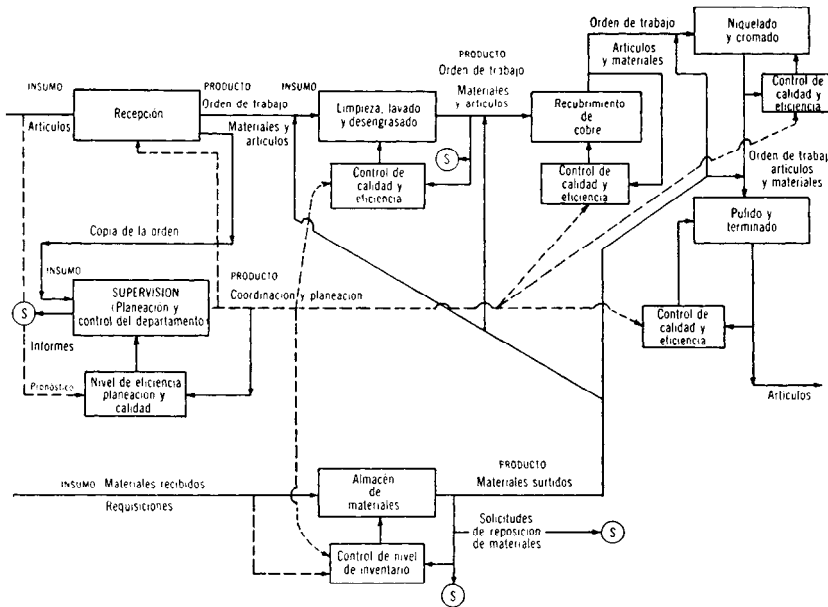 Orden de trabajo
Niquelado
y cromado
Artículos
y materiales
PRODUCTO
Orden de trabajo
Control de
calidad y
eficiencia
INSUMO
PRODUCTO
INSUMO
Recepción
Orden de trabajo
Limpieza, lavado
y desengrasado
Materiales
y artículos
Recubrimiento
de
cobre
Artículos
Materiales y
artículos
Orden de trabajo
artículos
y materiales
S
Control de
calidad y
eficiencia
Control de
calidad y
eficiencia
Pulido y
terminado
Copia de la orden
INSUMO
PRODUCTO
Coordinación y planeación
SUPERVISION
(Planeación y
control del departamento)
S
Informes
Control de
calidad y
eficiencia
Pronóstico
Nivel de eficiencia
planeación y
calidad
Artículos
INSUMO Materiales recibidos
Requisiciones
Almacén
de
materiales
PRODUCTO
Materiales surtidos
Solicitudes
de reposición
de materiales
S
Control de nivel
de inventario
S